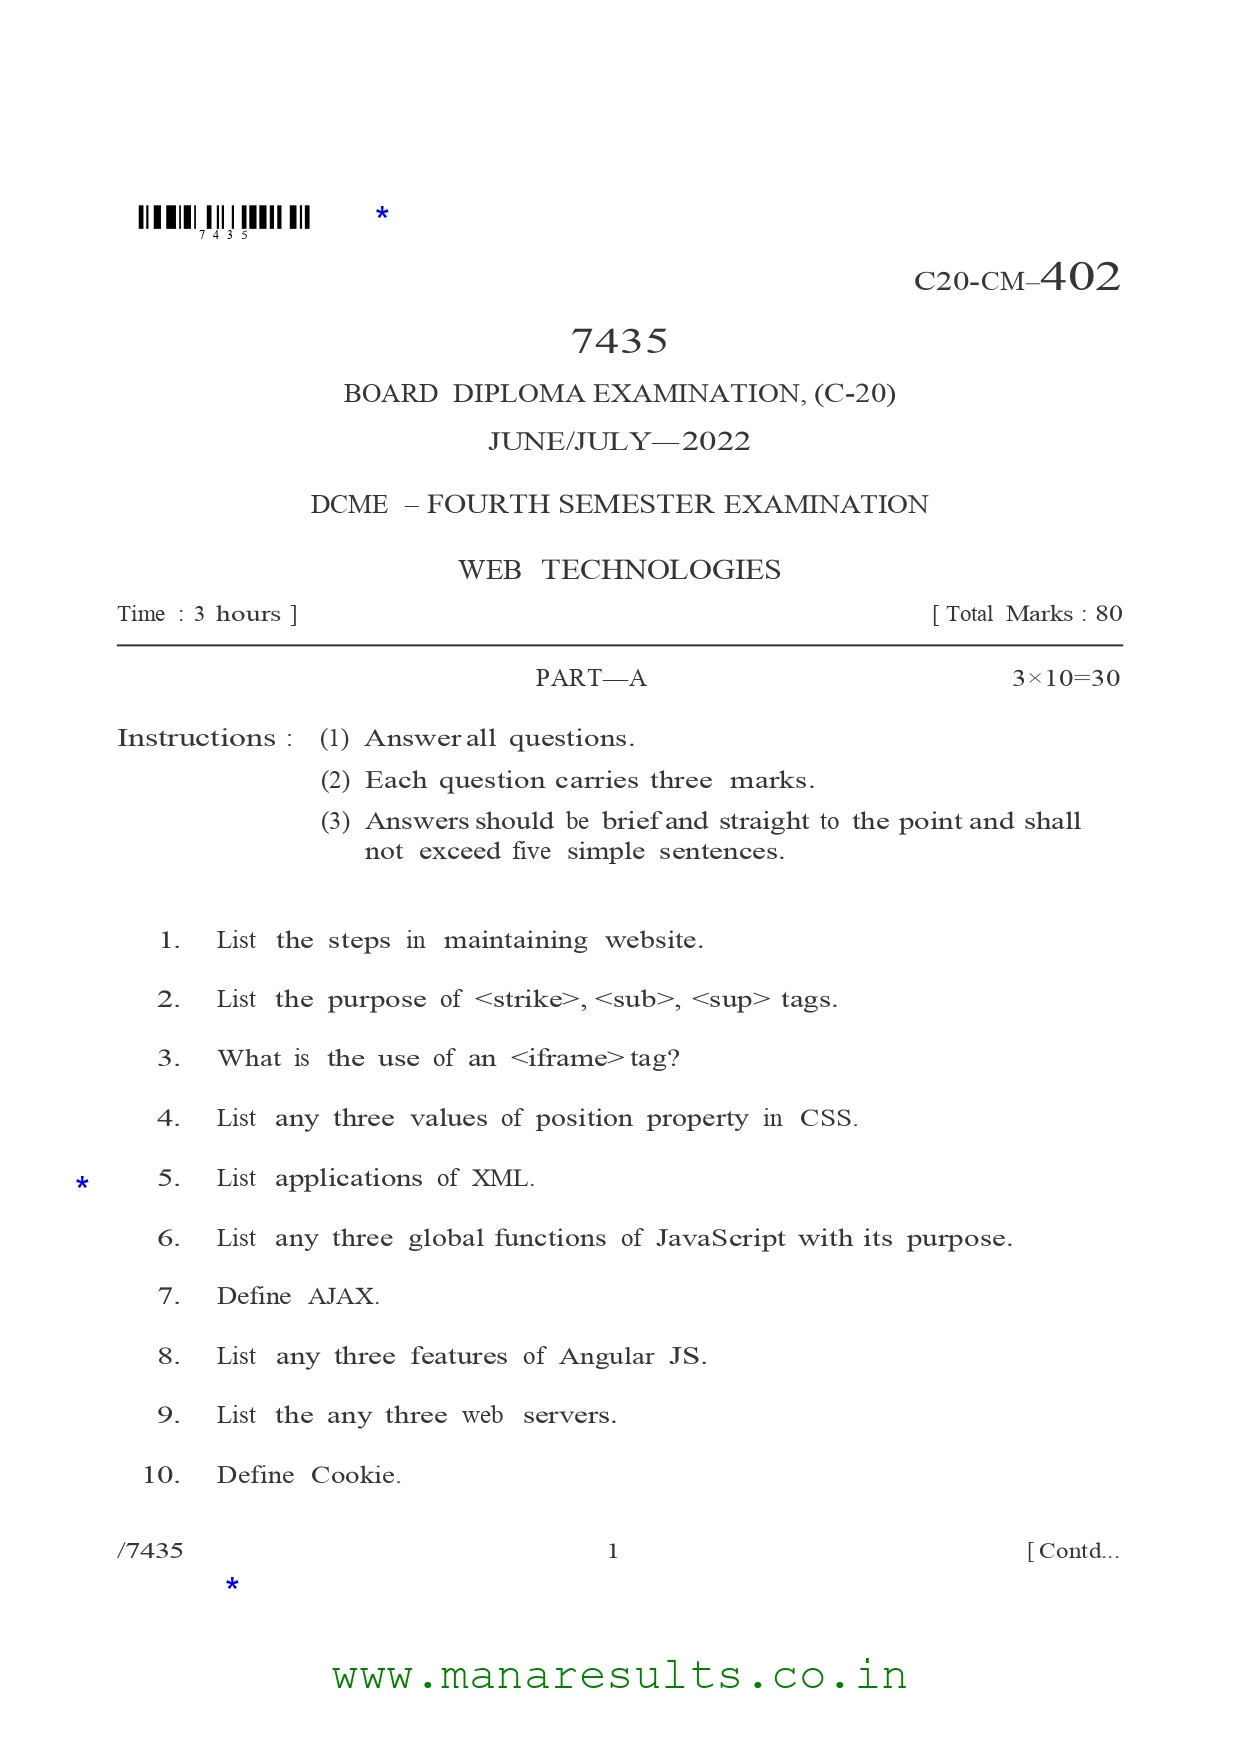 7 4 3 5
*
C20-CM–402
7435
BOARD DIPLOMA EXAMINATION, (C-20)
JUNE/JULY—2022
DCME – FOURTH SEMESTER EXAMINATION
WEB TECHNOLOGIES
Time : 3 hours ] [ Total Marks : 80
PART—A 3×10=30
Instructions : (1) Answer all questions.
(2) Each question carries three marks.
(3) Answers should be brief and straight to the point and shall
not exceed five simple sentences.
1. List the steps in maintaining website.
2. List the purpose of <strike>, <sub>, <sup> tags.
3. What is the use of an <iframe> tag?
4. List any three values of position property in CSS.
* 5. List applications of XML.
6. List any three global functions of JavaScript with its purpose.
7. Define AJAX.
8. List any three features of Angular JS.
9. List the any three web servers.
10. Define Cookie.
/7435 1 [ Contd...
*
www.manaresults.co.in